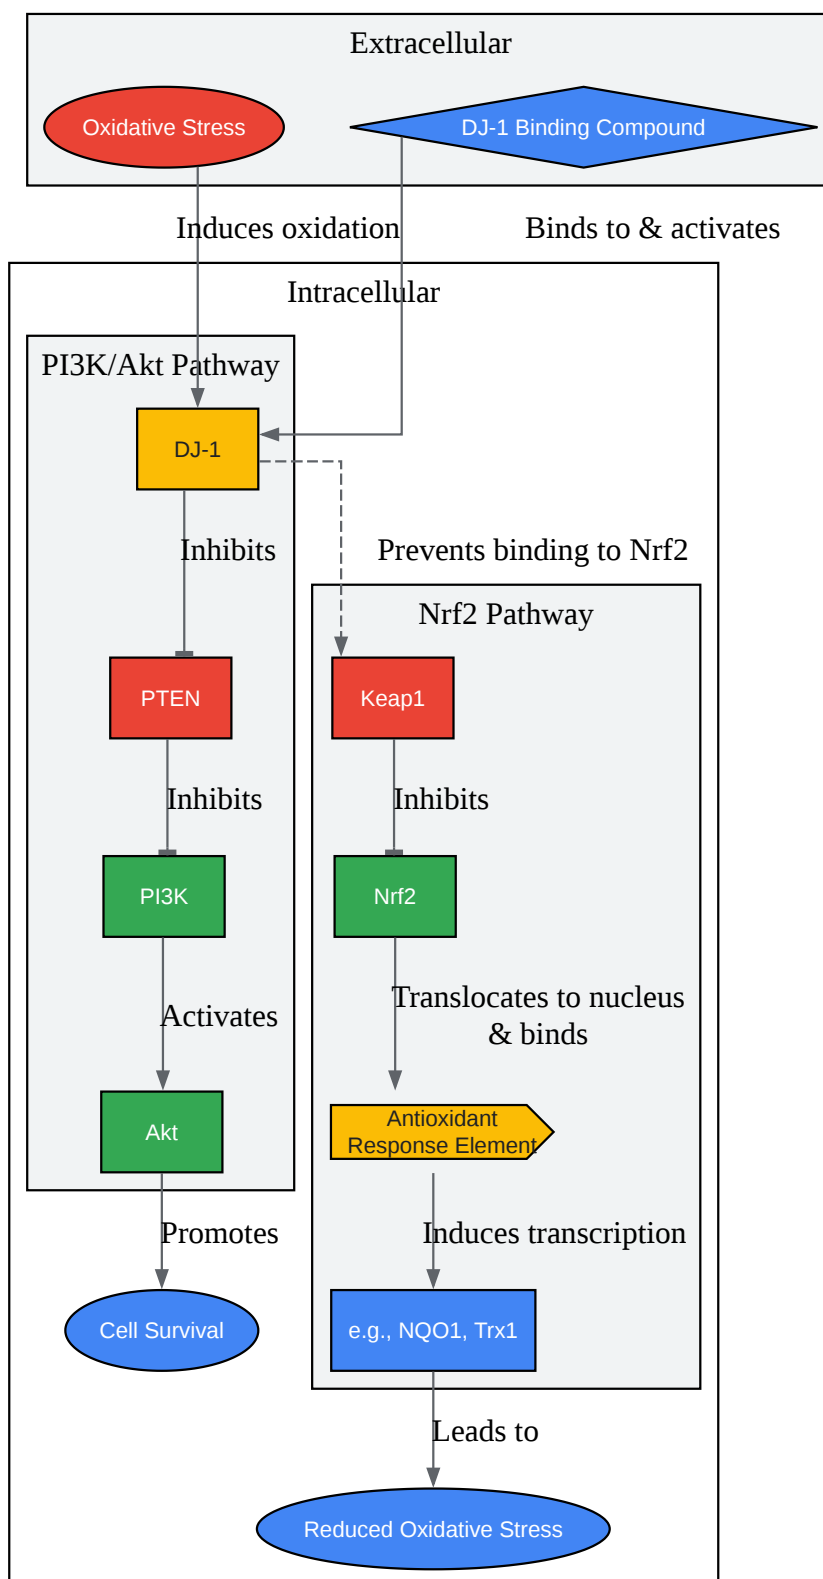 Extracellular
Oxidative Stress
DJ-1 Binding Compound
Induces oxidation
Binds to & activates
Intracellular
PI3K/Akt Pathway
DJ-1
Inhibits
Prevents binding to Nrf2
Nrf2 Pathway
PTEN
Keap1
Inhibits
Inhibits
PI3K
Nrf2
Activates
Translocates to nucleus
& binds
Akt
Antioxidant
Response Element
Promotes
Induces transcription
Cell Survival
e.g., NQO1, Trx1
Leads to
Reduced Oxidative Stress